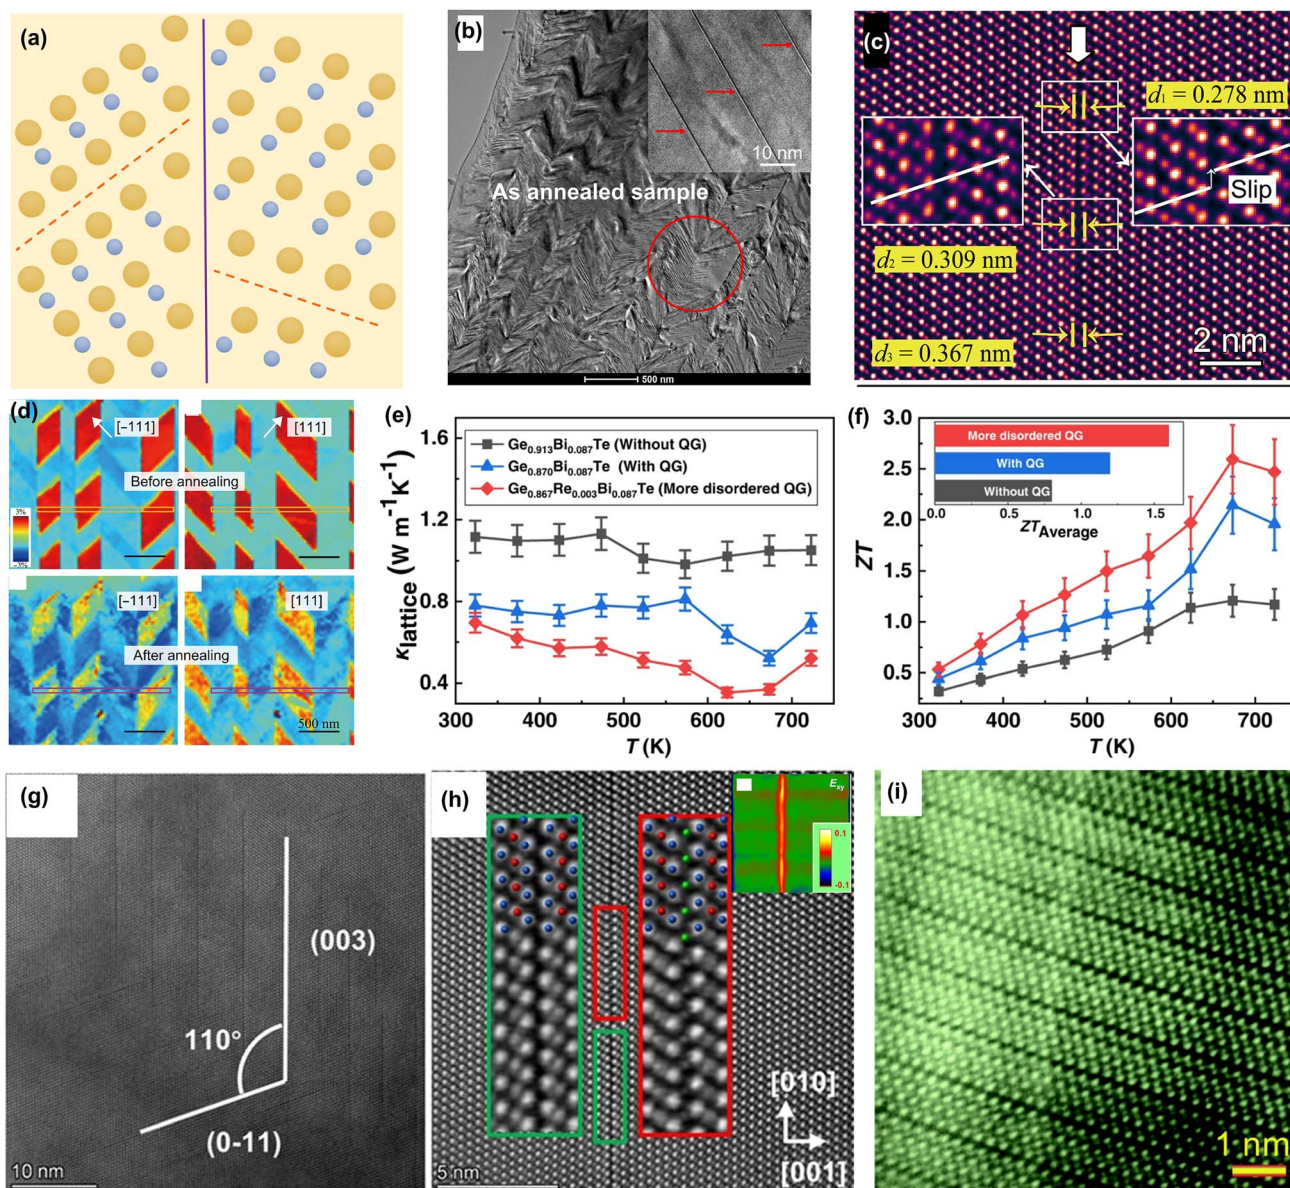 (a)
(b)
10 nm
As annealed sample
500 nm
(c)
d₁ = 0.278 nm
Slip
d₂ = 0.309 nm
d₃ = 0.367 nm
2 nm
(d)
[−111]
[111]
Before annealing
3%
−3%
[−111]
[111]
After annealing
500 nm
(e)
κlattice (W m⁻¹K⁻¹)
1.6
1.2
0.8
0.4
Ge0.913Bi0.087Te (Without QG)
Ge0.870Bi0.087Te (With QG)
Ge0.867Re0.003Bi0.087Te (More disordered QG)
300 400 500 600 700
T (K)
(f)
ZT
3.0
2.5
2.0
1.5
1.0
0.5
More disordered QG
With QG
Without QG
0.0 0.5 1.0 1.5
ZTAverage
300 400 500 600 700
T (K)
(g)
(003)
110°
(0-11)
10 nm
(h)
Exy
0.1
-0.1
[010]
[001]
5 nm
(i)
1 nm